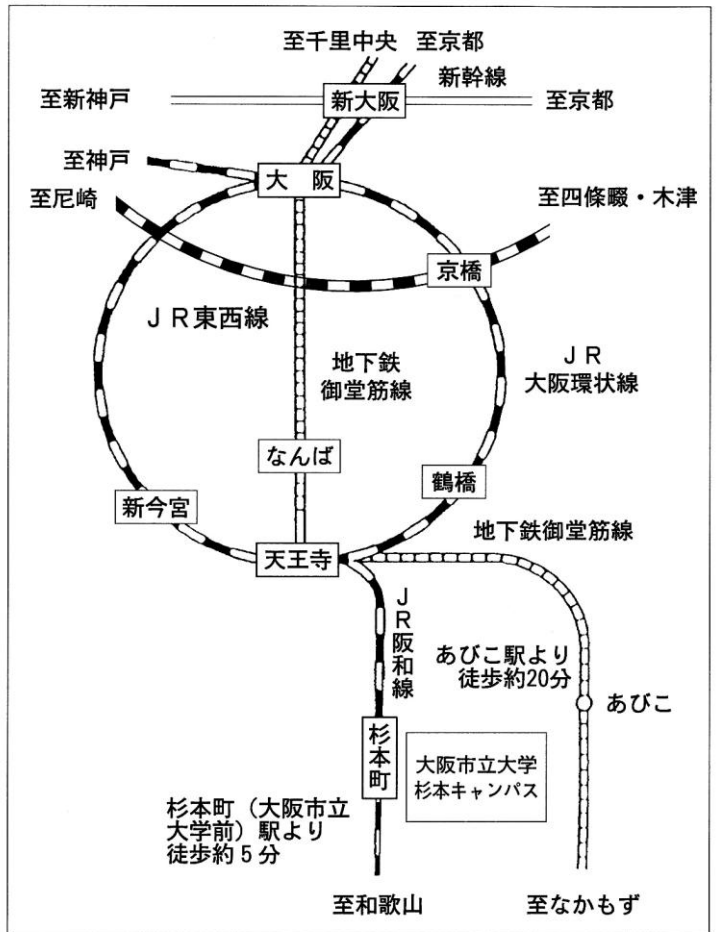 至千里中央 至京都
新幹線
至新神戸
新大阪
至京都
至神戸
大 阪
至尼崎
至四條畷・木津
京橋
JR東西線
地下鉄
御堂筋線
JR
大阪環状線
なんば
鶴橋
新今宮
地下鉄御堂筋線
天王寺
JR阪和線
あびこ駅より
徒歩約20分
あびこ
杉本町
大阪市立大学
杉本キャンパス
杉本町（大阪市立
大学前）駅より
徒歩約5分
至和歌山
至なかもず